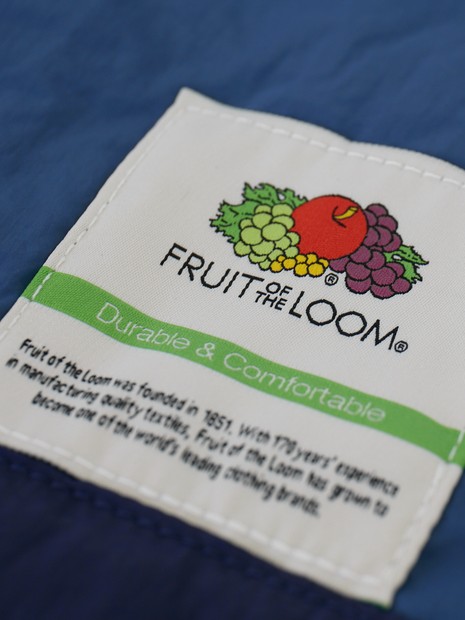 FRUIT OF THE LOOM®
Durable & Comfortable
Fruit of the Loom was founded in 1851. With 170 years' experience
in manufacturing quality textiles, Fruit of the Loom has grown to
become one of the world's leading clothing brands.